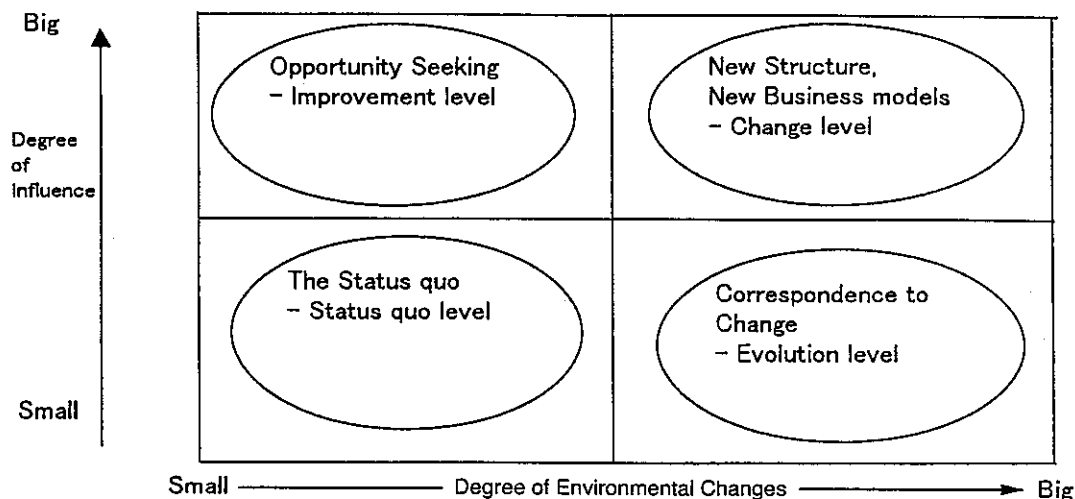 Big
Opportunity Seeking
– Improvement level
New Structure,
New Business models
– Change level
Degree
of
Influence
The Status quo
– Status quo level
Correspondence to
Change
– Evolution level
Small
Small
Degree of Environmental Changes
Big